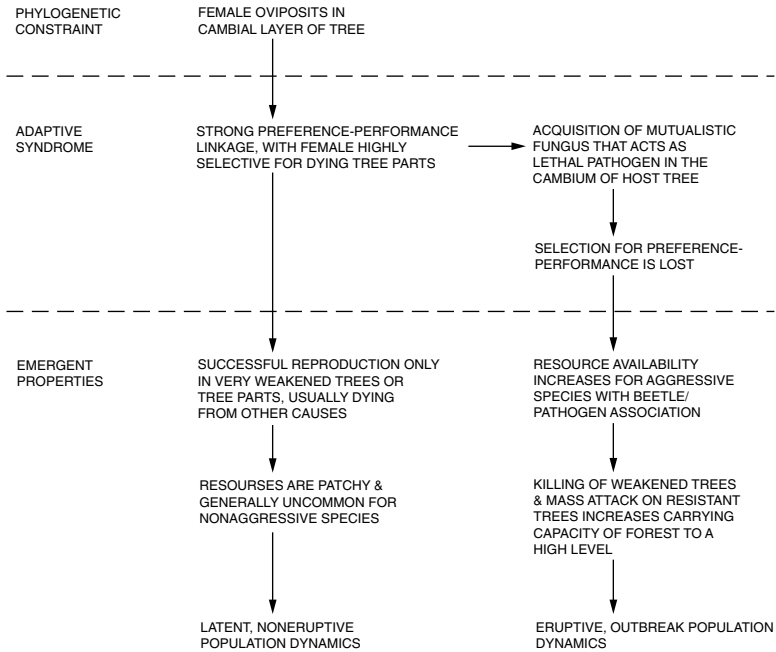 PHYLOGENETIC
CONSTRAINT
FEMALE OVIPOSITS IN
CAMBIAL LAYER OF TREE
ADAPTIVE
SYNDROME
STRONG PREFERENCE-PERFORMANCE
LINKAGE, WITH FEMALE HIGHLY
SELECTIVE FOR DYING TREE PARTS
ACQUISITION OF MUTUALISTIC
FUNGUS THAT ACTS AS
LETHAL PATHOGEN IN THE
CAMBIUM OF HOST TREE
SELECTION FOR PREFERENCE-
PERFORMANCE IS LOST
EMERGENT
PROPERTIES
SUCCESSFUL REPRODUCTION ONLY
IN VERY WEAKENED TREES OR
TREE PARTS, USUALLY DYING
FROM OTHER CAUSES
RESOURCE AVAILABILITY
INCREASES FOR AGGRESSIVE
SPECIES WITH BEETLE/
PATHOGEN ASSOCIATION
RESOURSES ARE PATCHY &
GENERALLY UNCOMMON FOR
NONAGGRESSIVE SPECIES
KILLING OF WEAKENED TREES
& MASS ATTACK ON RESISTANT
TREES INCREASES CARRYING
CAPACITY OF FOREST TO A
HIGH LEVEL
LATENT, NONERUPTIVE
POPULATION DYNAMICS
ERUPTIVE, OUTBREAK POPULATION
DYNAMICS